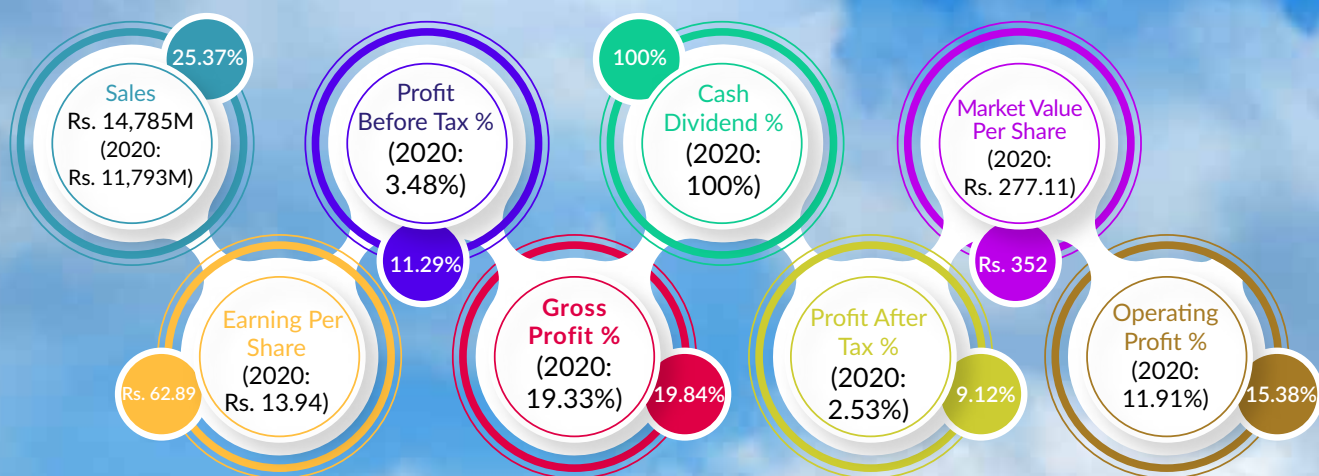 25.37%
Sales
Rs. 14,785M
(2020:
Rs. 11,793M)
Profit
Before Tax %
(2020:
3.48%)
11.29%
100%
Cash
Dividend %
(2020:
100%)
Market Value
Per Share
(2020:
Rs. 277.11)
Rs. 352
Earning Per
Share
(2020:
Rs. 13.94)
Rs. 62.89
Gross
Profit %
(2020:
19.33%)
19.84%
Profit After
Tax %
(2020:
2.53%)
9.12%
Operating
Profit %
(2020:
11.91%)
15.38%